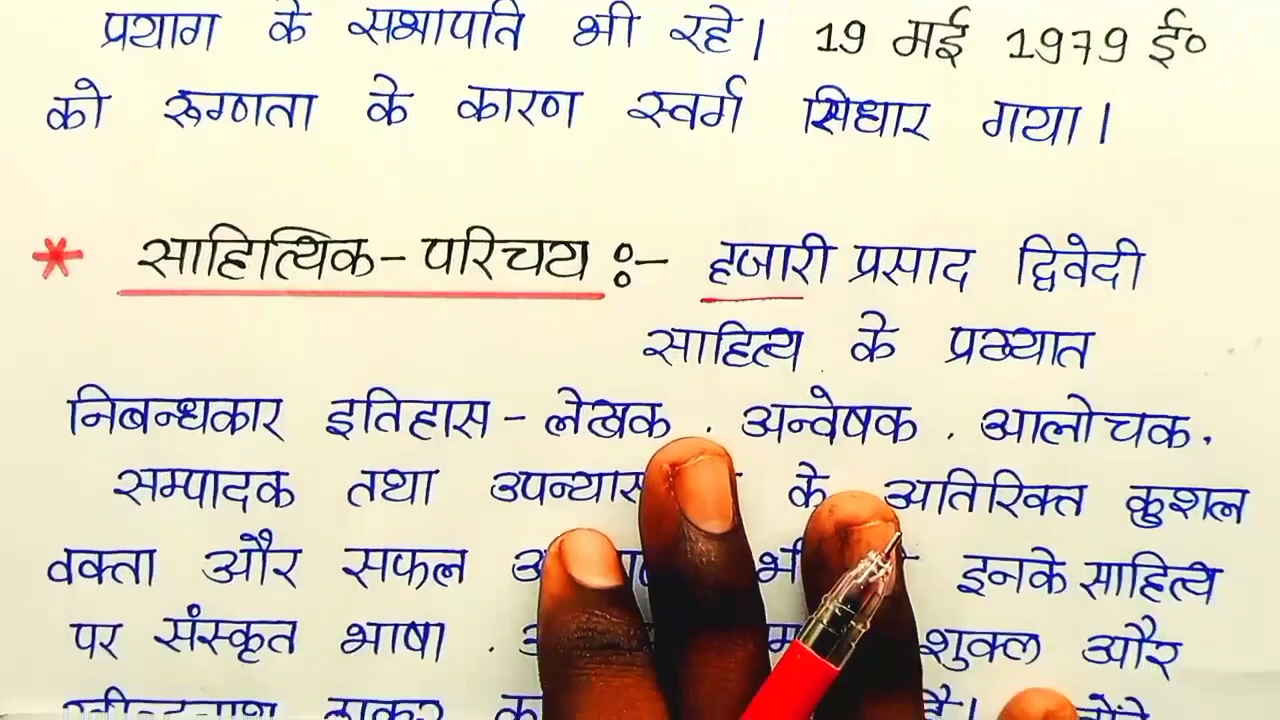 प्रयाग के सभापति भी रहे। 19 मई 1979 ई०
को रुग्णता के कारण स्वर्ग सिधार गया।
* साहित्यिक-परिचय :- हजारी प्रसाद द्विवेदी
साहित्य के प्रख्यात
निबन्धकार इतिहास-लेखक . अन्वेषक . आलोचक.
सम्पादक तथा के अतिरिक्त कुशल
वक्ता और सफल भी इनके साहित्य
पर संस्कृत भाषा . शुक्ल और
है।